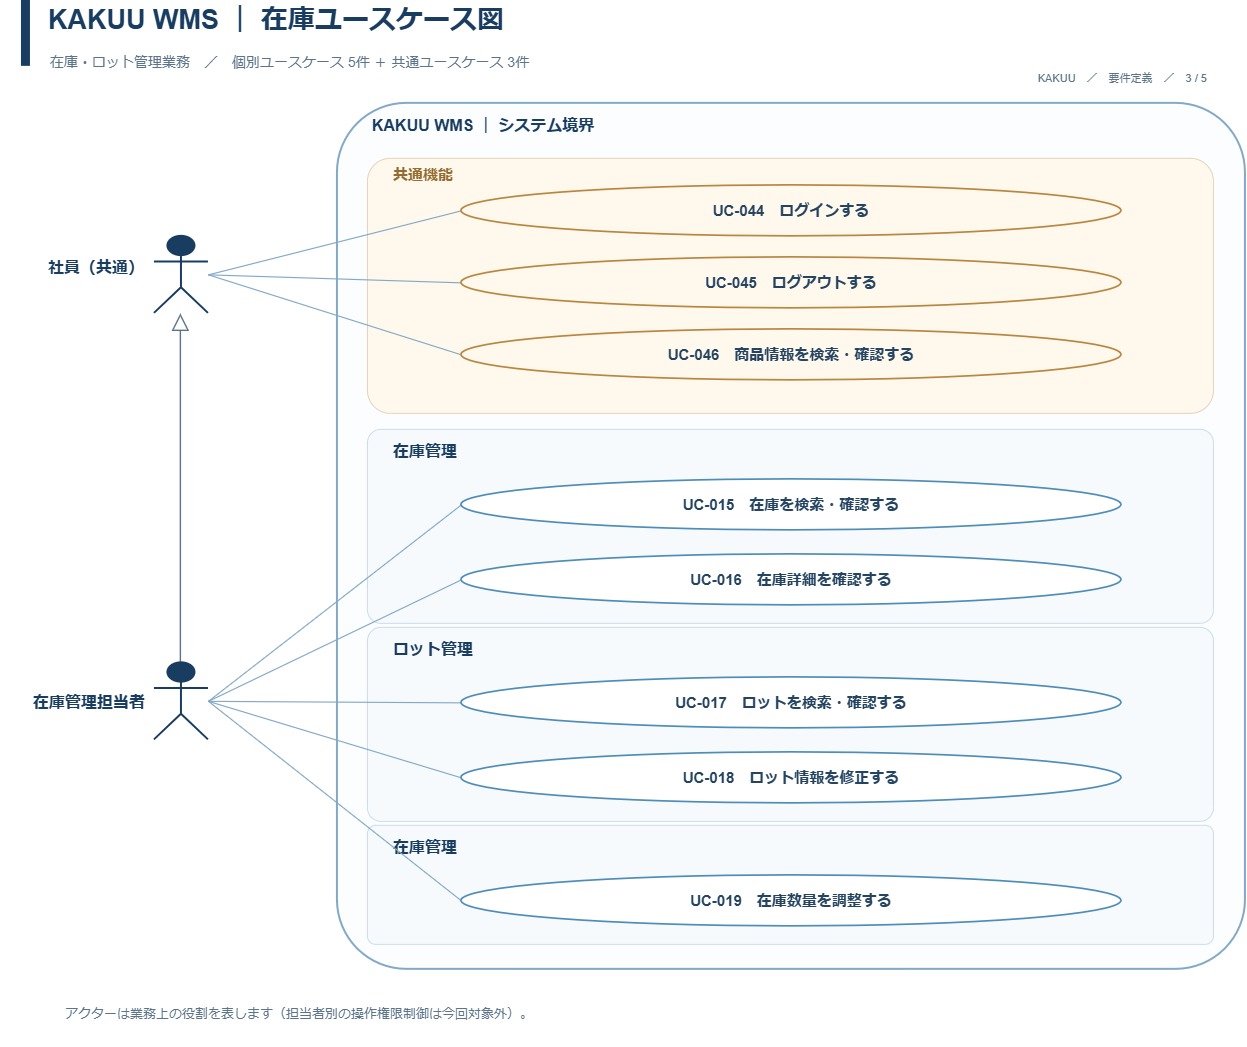 KAKUU WMS │ 在庫ユースケース図
在庫・ロット管理業務 ／ 個別ユースケース 5件 ＋ 共通ユースケース 3件
KAKUU ／ 要件定義 ／ 3 / 5
KAKUU WMS │ システム境界
共通機能
UC-044 ログインする
UC-045 ログアウトする
UC-046 商品情報を検索・確認する
社員（共通）
在庫管理
UC-015 在庫を検索・確認する
UC-016 在庫詳細を確認する
ロット管理
UC-017 ロットを検索・確認する
UC-018 ロット情報を修正する
在庫管理担当者
在庫管理
UC-019 在庫数量を調整する
アクターは業務上の役割を表します（担当者別の操作権限制御は今回対象外）。